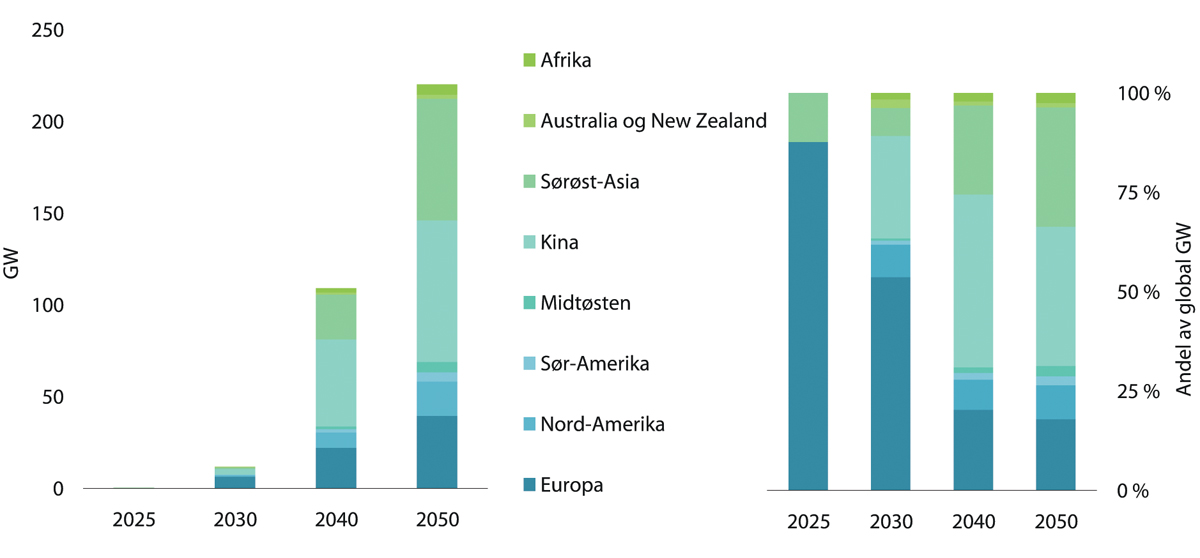 250
200
150
100
50
0
GW
2025 2030 2040 2050
Afrika
Australia og New Zealand
Sørøst-Asia
Kina
Midtøsten
Sør-Amerika
Nord-Amerika
Europa
100 %
75 %
50 %
25 %
0 %
Andel av global GW
2025 2030 2040 2050